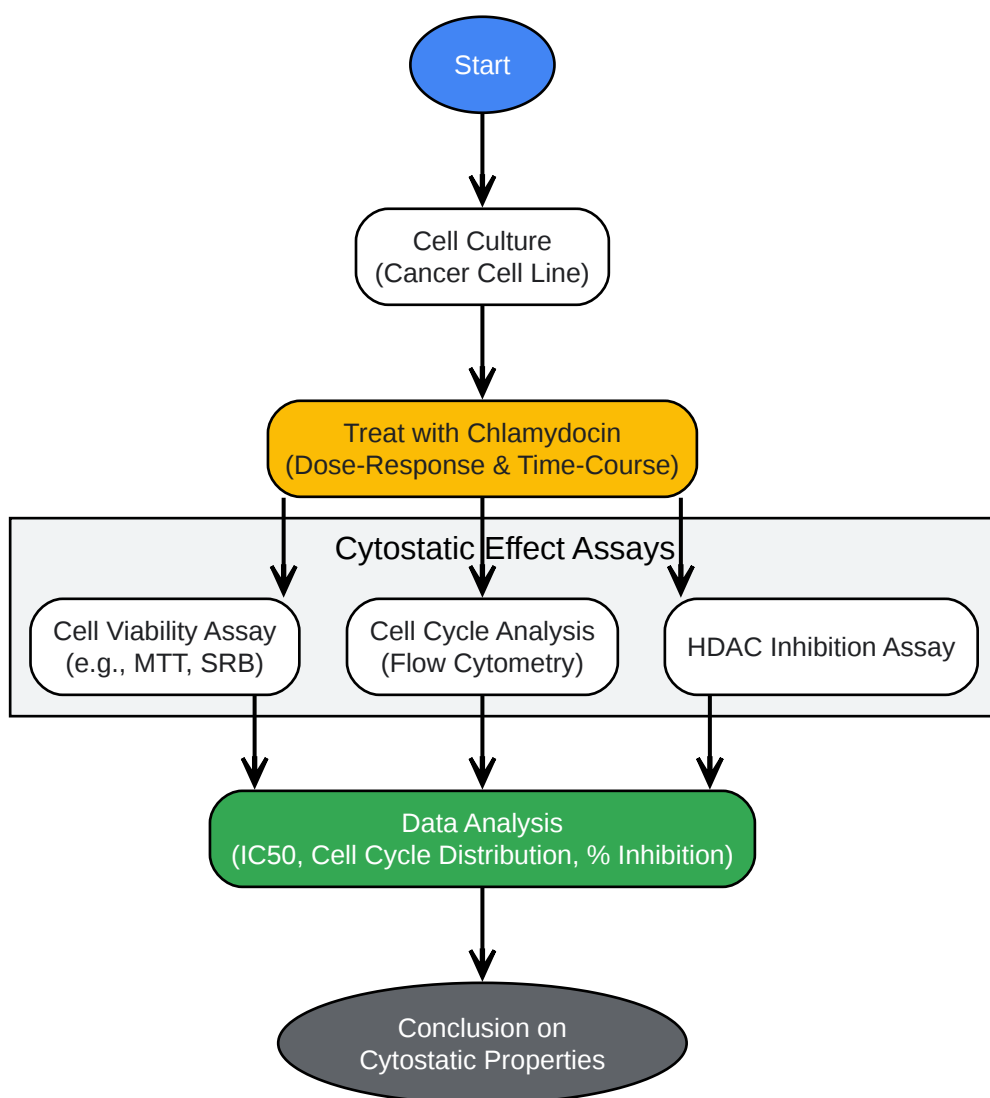 Start
Cell Culture
(Cancer Cell Line)
Treat with Chlamydocin
(Dose-Response & Time-Course)
Cytostatic Effect Assays
Cell Viability Assay
(e.g., MTT, SRB)
Cell Cycle Analysis
(Flow Cytometry)
HDAC Inhibition Assay
Data Analysis
(IC50, Cell Cycle Distribution, % Inhibition)
Conclusion on
Cytostatic Properties